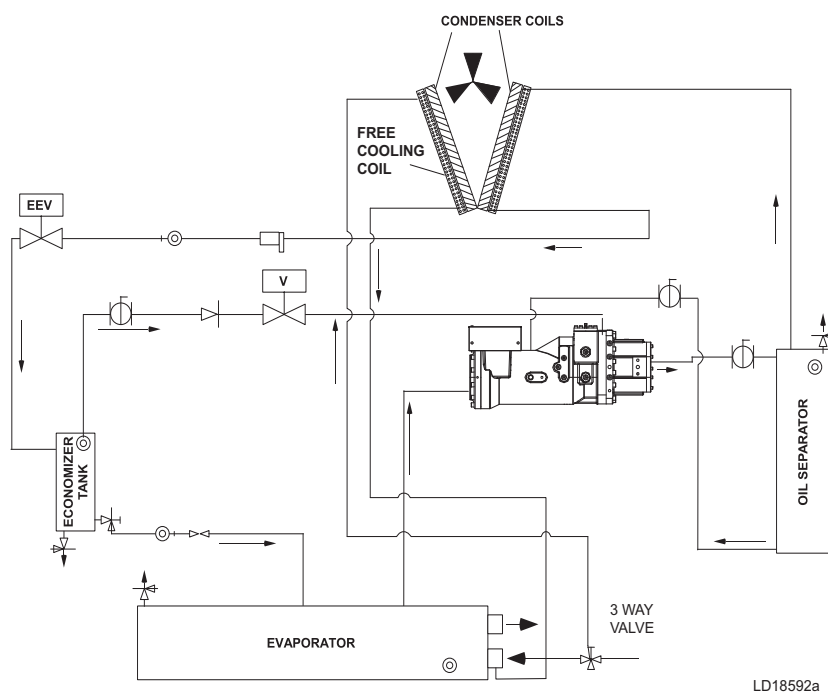 CONDENSER COILS
FREE
COOLING
COIL
EEV
V
ECONOMIZER
TANK
OIL SEPARATOR
3 WAY
VALVE
EVAPORATOR
LD18592a